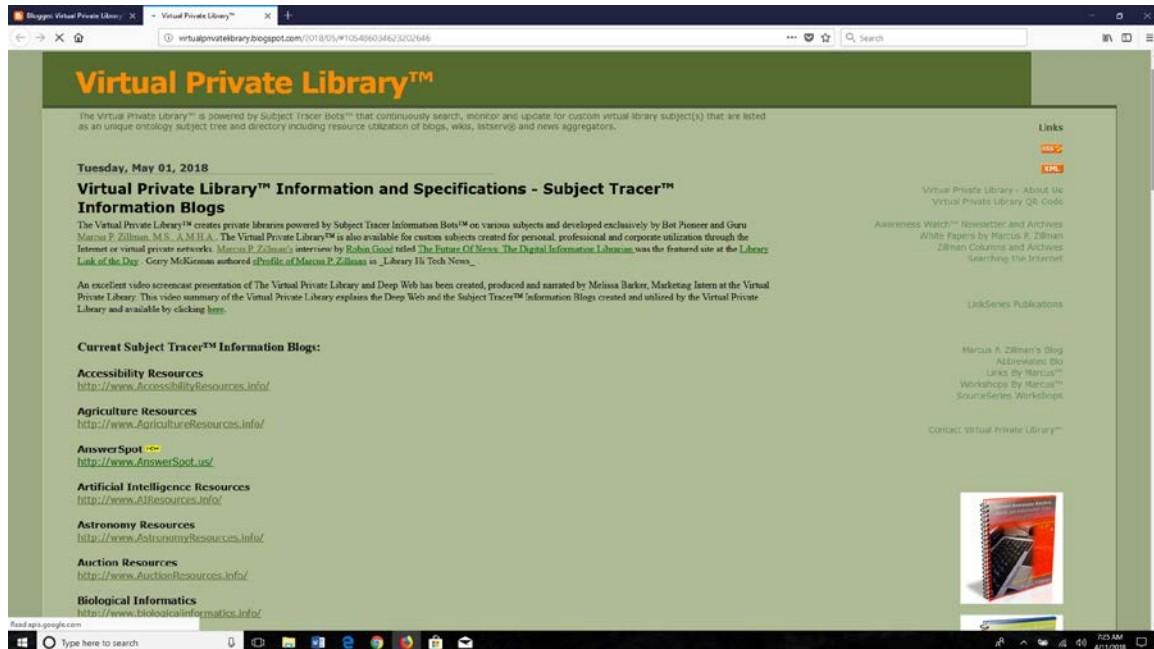 Blogger: Virtual Private Library
Virtual Private Library™
virtualprivatelibrary.blogspot.com/2018/05/#105486034623202646
Search
Virtual Private Library™
The Virtual Private Library™ is powered by Subject Tracer Bots™ that continuously search, monitor and update for custom virtual library subject(s) that are listed
as an unique ontology subject tree and directory including resource utilization of blogs, wikis, listserv® and news aggregators.
Tuesday, May 01, 2018
Virtual Private Library™ Information and Specifications - Subject Tracer™
Information Blogs
The Virtual Private Library™ creates private libraries powered by Subject Tracer Information Bots™ on various subjects and developed exclusively by Bot Pioneer and Guru
Marcus P. Zillman, M.S., A.M.H.A. . The Virtual Private Library™ is also available for custom subjects created for personal, professional and corporate utilization through the
Internet or virtual private networks. Marcus P. Zillman's interview by Robin Good titled The Future Of News: The Digital Information Librarian was the featured site at the Library
Link of the Day . Gerry McKiernan authored eProfile of Marcus P. Zillman in _Library Hi Tech News_ .
An excellent video screencast presentation of The Virtual Private Library and Deep Web has been created, produced and narrated by Melissa Barker, Marketing Intern at the Virtual
Private Library. This video summary of the Virtual Private Library explains the Deep Web and the Subject Tracer™ Information Blogs created and utilized by the Virtual Private
Library and available by clicking here.
Current Subject Tracer™ Information Blogs:
Accessibility Resources
http://www.AccessibilityResources.info/
Agriculture Resources
http://www.AgricultureResources.info/
AnswerSpot
http://www.AnswerSpot.us/
Artificial Intelligence Resources
http://www.AIResources.info/
Astronomy Resources
http://www.AstronomyResources.info/
Auction Resources
http://www.AuctionResources.info/
Biological Informatics
http://www.biologicalinformatics.info/
Links
XML
Virtual Private Library - About Us
Virtual Private Library QR Code
Awareness Watch™ Newsletter and Archives
White Papers by Marcus P. Zillman
Zillman Columns and Archives
Searching the Internet
LinkSeries Publications
Marcus P. Zillman's Blog
Abbreviated Bio
Links By Marcus™
Workshops By Marcus™
SourceSeries Workshops
Contact Virtual Private Library™
Read apis.google.com
Type here to search
7:25 AM
4/11/2018